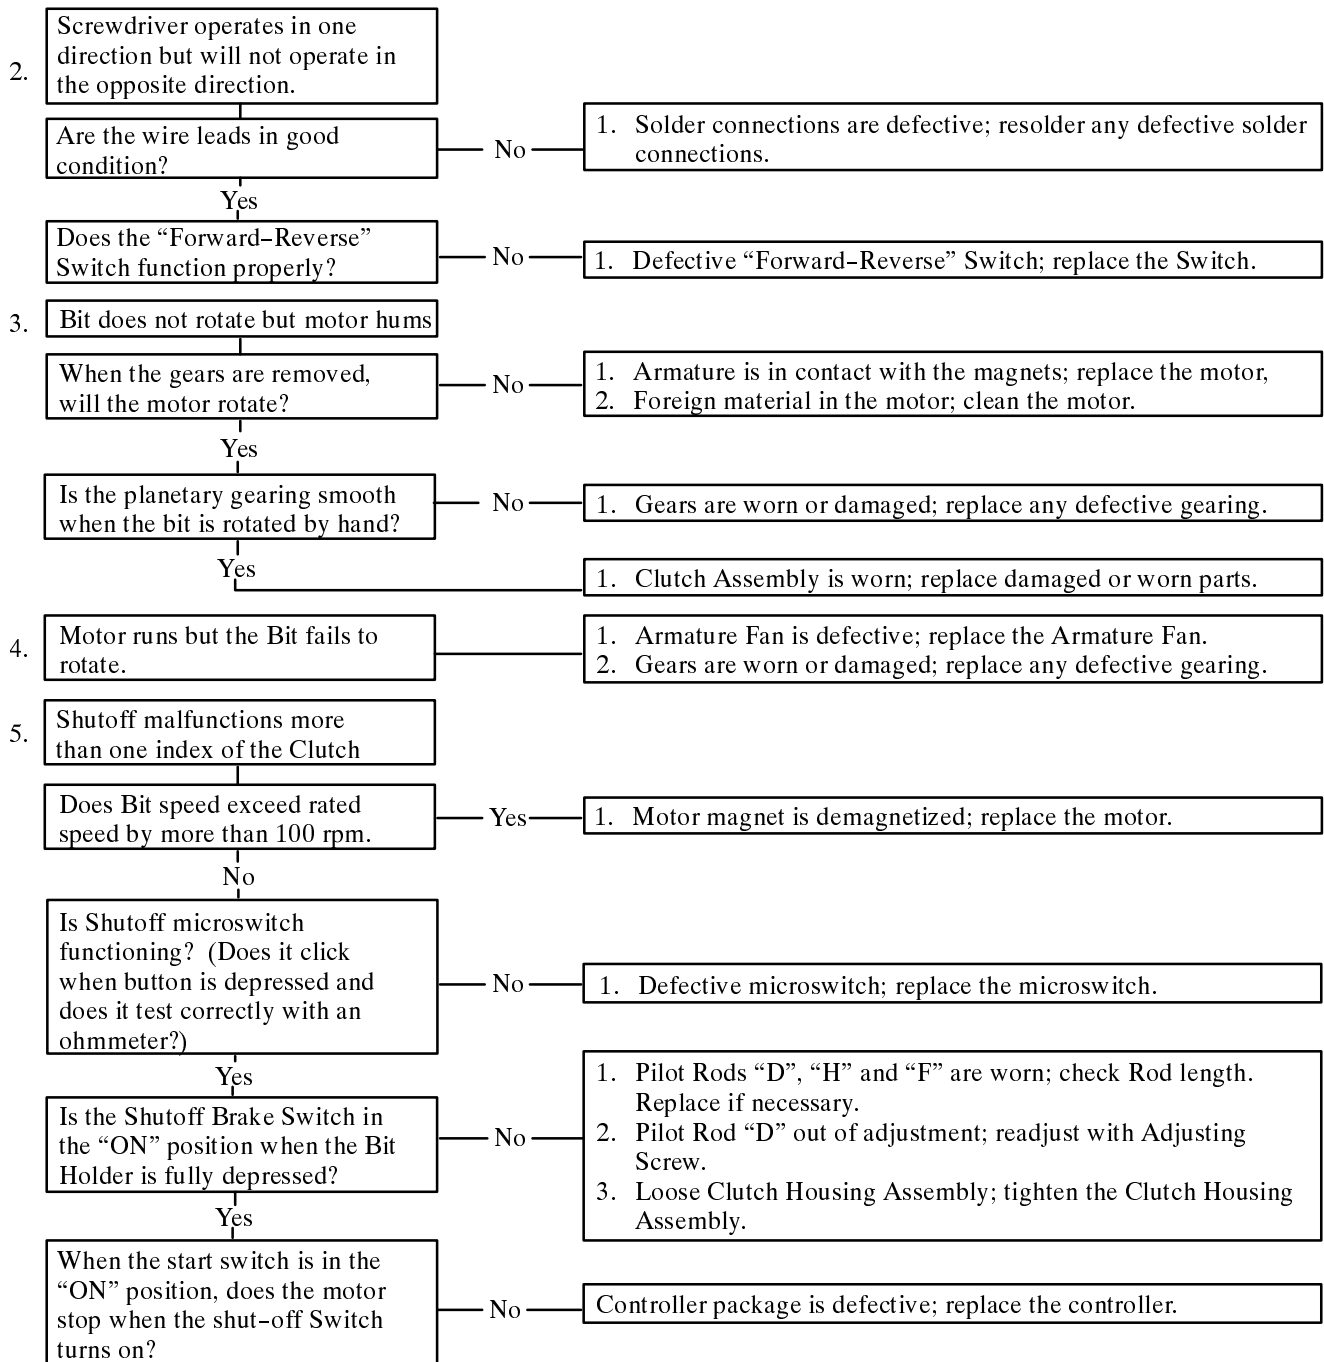 2.
Screwdriver operates in one
direction but will not operate in
the opposite direction.
Are the wire leads in good
condition?
No
1. Solder connections are defective; resolder any defective solder
connections.
Yes
Does the “Forward-Reverse”
Switch function properly?
No
1. Defective “Forward-Reverse” Switch; replace the Switch.
3.
Bit does not rotate but motor hums
When the gears are removed,
will the motor rotate?
No
1. Armature is in contact with the magnets; replace the motor,
2. Foreign material in the motor; clean the motor.
Yes
Is the planetary gearing smooth
when the bit is rotated by hand?
No
1. Gears are worn or damaged; replace any defective gearing.
Yes
1. Clutch Assembly is worn; replace damaged or worn parts.
4.
Motor runs but the Bit fails to
rotate.
1. Armature Fan is defective; replace the Armature Fan.
2. Gears are worn or damaged; replace any defective gearing.
5.
Shutoff malfunctions more
than one index of the Clutch
Does Bit speed exceed rated
speed by more than 100 rpm.
Yes
1. Motor magnet is demagnetized; replace the motor.
No
Is Shutoff microswitch
functioning? (Does it click
when button is depressed and
does it test correctly with an
ohmmeter?)
No
1. Defective microswitch; replace the microswitch.
Yes
Is the Shutoff Brake Switch in
the “ON” position when the Bit
Holder is fully depressed?
No
1. Pilot Rods “D”, “H” and “F” are worn; check Rod length.
Replace if necessary.
2. Pilot Rod “D” out of adjustment; readjust with Adjusting
Screw.
3. Loose Clutch Housing Assembly; tighten the Clutch Housing
Assembly.
Yes
When the start switch is in the
“ON” position, does the motor
stop when the shut-off Switch
turns on?
No
Controller package is defective; replace the controller.